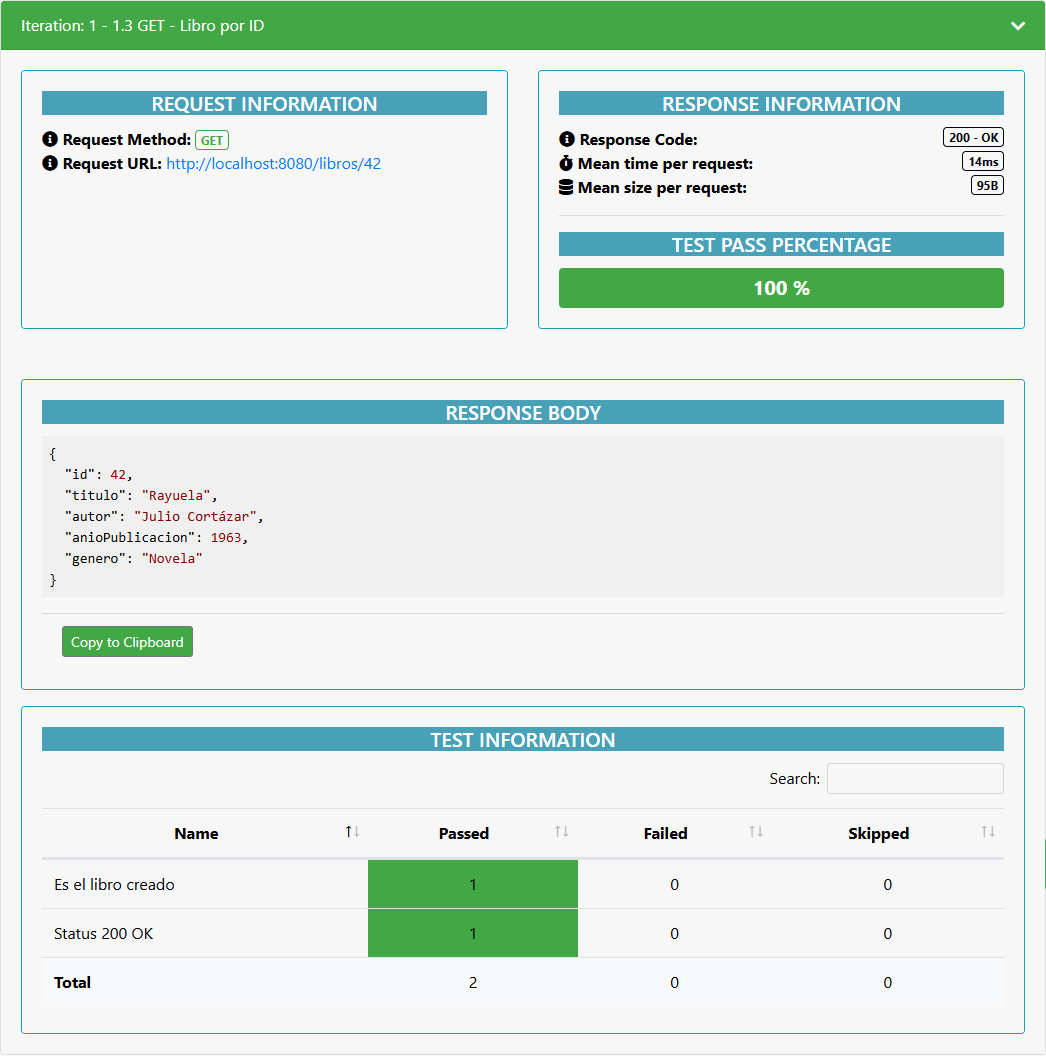 Iteration: 1 - 1.3 GET - Libro por ID
REQUEST INFORMATION
Request Method: GET
Request URL: http://localhost:8080/libros/42
RESPONSE INFORMATION
Response Code: 200 - OK
Mean time per request: 14ms
Mean size per request: 95B
TEST PASS PERCENTAGE
100 %
RESPONSE BODY
{
  "id": 42,
  "titulo": "Rayuela",
  "autor": "Julio Cortázar",
  "anioPublicacion": 1963,
  "genero": "Novela"
}
Copy to Clipboard
TEST INFORMATION
Search:
Name ↑↓ Passed ↑↓ Failed ↑↓ Skipped ↑↓
Es el libro creado 1 0 0
Status 200 OK 1 0 0
Total 2 0 0